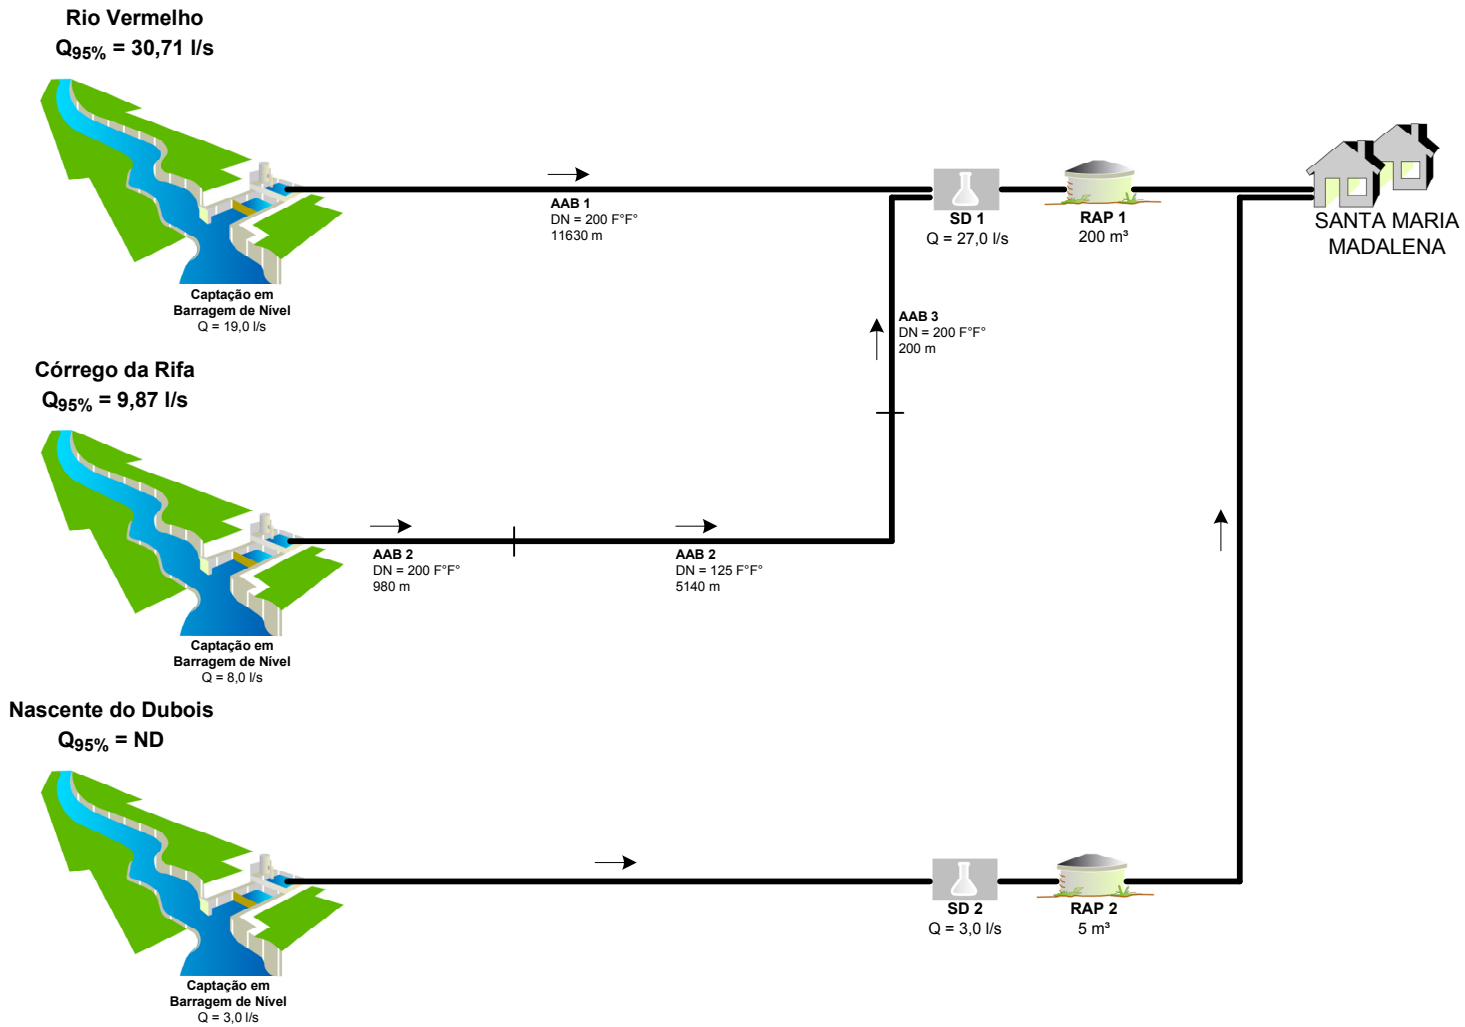 Rio Vermelho
Q95% = 30,71 l/s
AAB 1
DN = 200 F°F°
11630 m
SD 1
Q = 27,0 l/s
RAP 1
200 m³
SANTA MARIA
MADALENA
Captação em
Barragem de Nível
Q = 19,0 l/s
AAB 3
DN = 200 F°F°
200 m
Córrego da Rifa
Q95% = 9,87 l/s
AAB 2
DN = 200 F°F°
980 m
AAB 2
DN = 125 F°F°
5140 m
Captação em
Barragem de Nível
Q = 8,0 l/s
Nascente do Dubois
Q95% = ND
SD 2
Q = 3,0 l/s
RAP 2
5 m³
Captação em
Barragem de Nível
Q = 3,0 l/s